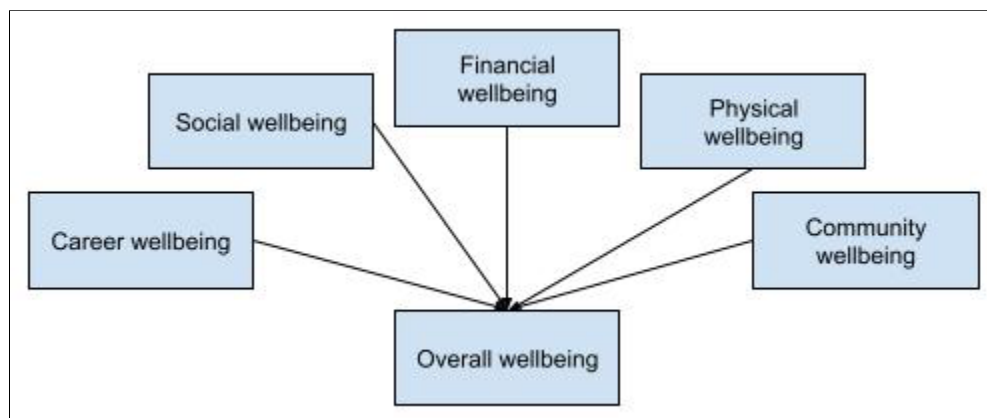 Financial
wellbeing
Social wellbeing
Physical
wellbeing
Career wellbeing
Community
wellbeing
Overall wellbeing